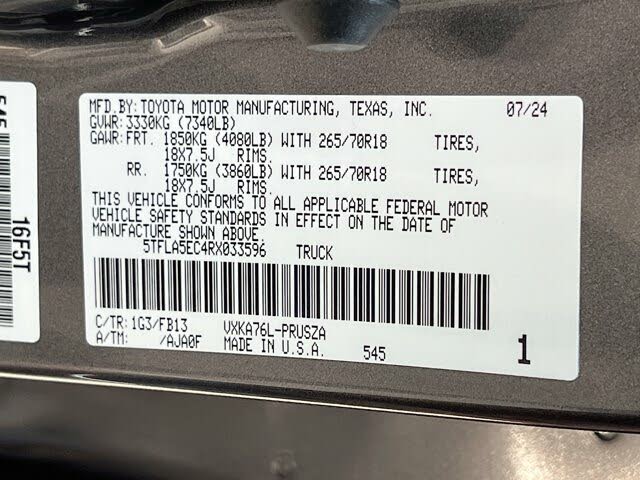 MFD.BY: TOYOTA MOTOR MANUFACTURING, TEXAS, INC. 07/24
GVWR: 3330KG (7340LB)
GAWR: FRT. 1850KG (4080LB) WITH 265/70R18 TIRES,
18X7.5J RIMS.
RR. 1750KG (3860LB) WITH 265/70R18 TIRES,
18X7.5J RIMS.
THIS VEHICLE CONFORMS TO ALL APPLICABLE FEDERAL MOTOR
VEHICLE SAFETY STANDARDS IN EFFECT ON THE DATE OF
MANUFACTURE SHOWN ABOVE.
5TFLA5EC4RX033596 TRUCK
C/TR: 1G3/FB13 VXKA76L-PRUSZA
A/TM: /AJA0F MADE IN U.S.A. 545 1
545
16F5T